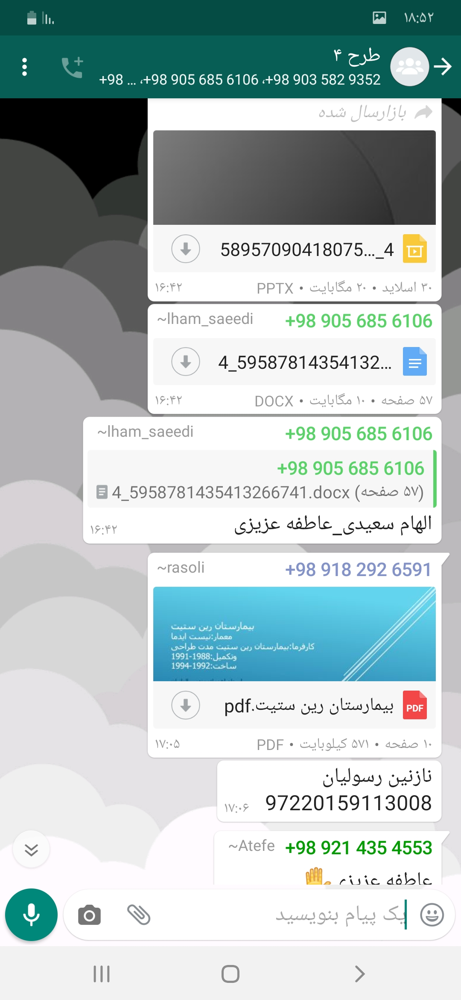 ۱۸:۵۲
طرح ۴
+98 903 582 9352، +98 905 685 6106، +98 ...
بازارسال شده
58957090418075..._4
۳۰ اسلاید • ۲۰ مگابایت • PPTX
۱۶:۴۲
+98 905 685 6106 ~lham_saeedi
4_59587814354132...
۵۷ صفحه • ۱۰ مگابایت • DOCX
۱۶:۴۲
+98 905 685 6106 ~lham_saeedi
+98 905 685 6106
4_5958781435413266741.docx (۵۷ صفحه)
الهام سعیدی_عاطفه عزیزی
۱۶:۴۲
+98 918 292 6591 ~rasoli
بیمارستان رین ستیت
معمار:نیست ایدما
کارفرما:بیمارستان رین ستیت مدت طراحی
وتکمیل:1988-1991
ساخت:1992-1994
بیمارستان رین ستیت.pdf
PDF
۱۰ صفحه • ۵۷۱ کیلوبایت • PDF
۱۷:۰۵
نازنین رسولیان
97220159113008
۱۷:۰۶
+98 921 435 4553 ~Atefe
عاطفه عزیزی 🤚
یک پیام بنویسید